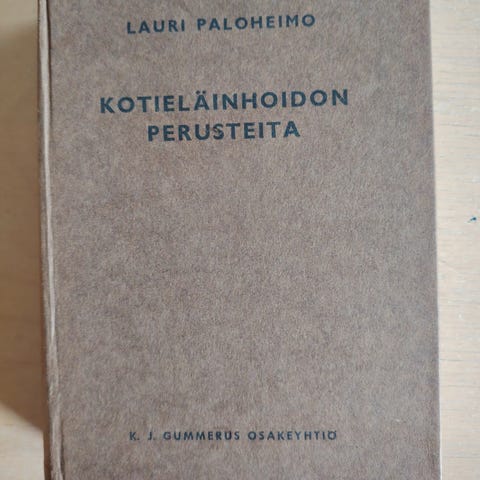 LAURI PALOHEIMO
KOTIELÄINHOIDON
PERUSTEITA
K. J. GUMMERUS OSAKEYHTIÖ